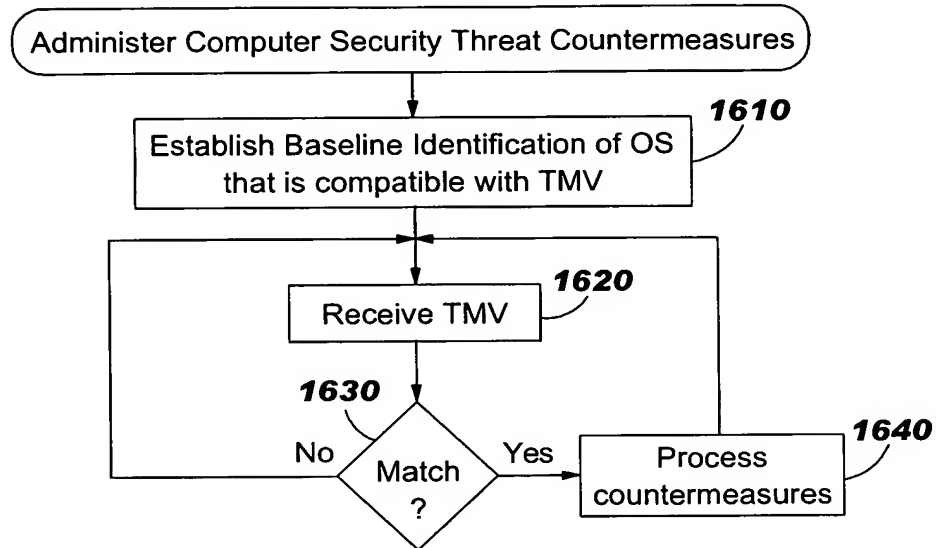 Administer Computer Security Threat Countermeasures
1610
Establish Baseline Identification of OS
that is compatible with TMV
1620
Receive TMV
1630
No
Match
?
Yes
1640
Process
countermeasures